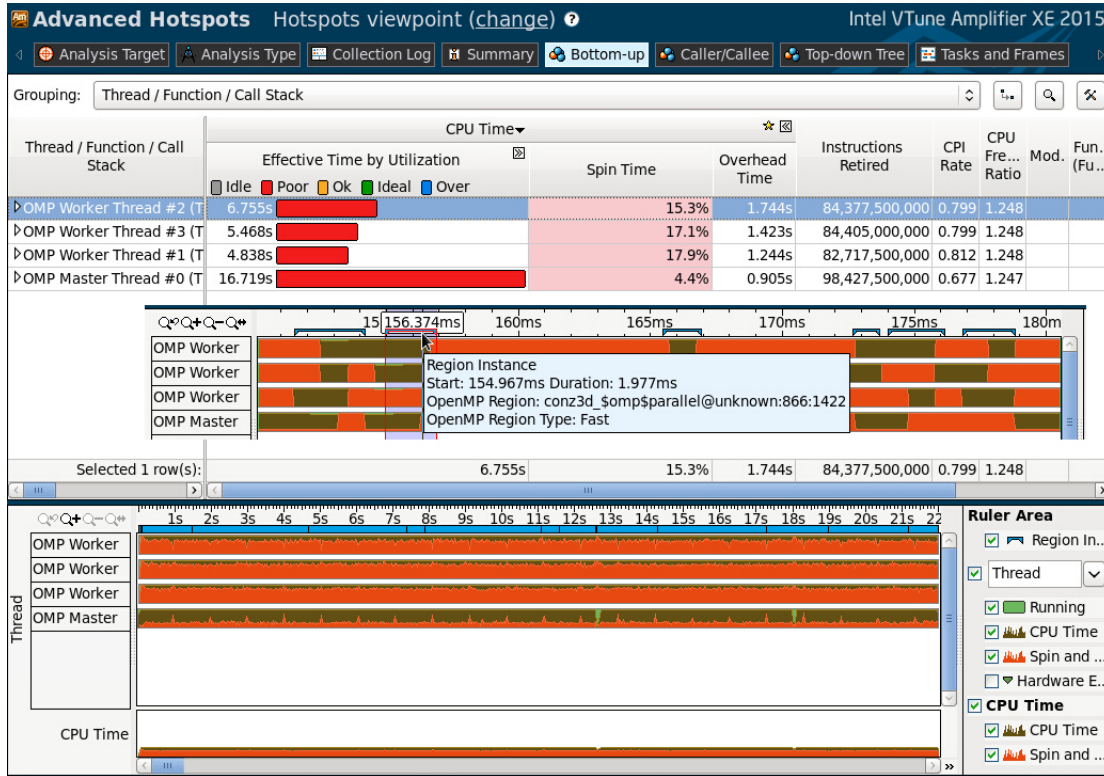 Am Advanced Hotspots Hotspots viewpoint (change) ? Intel VTune Amplifier XE 2015
Analysis Target Analysis Type Collection Log Summary Bottom-up Caller/Callee Top-down Tree Tasks and Frames
Grouping: Thread / Function / Call Stack
Thread / Function / Call Stack
CPU Time
Effective Time by Utilization
Idle Poor Ok Ideal Over
Spin Time
Overhead Time
Instructions Retired
CPI Rate
CPU Fre... Ratio
Mod.
Fun. (Fu..
OMP Worker Thread #2 (T 6.755s 15.3% 1.744s 84,377,500,000 0.799 1.248
OMP Worker Thread #3 (T 5.468s 17.1% 1.423s 84,405,000,000 0.799 1.248
OMP Worker Thread #1 (T 4.838s 17.9% 1.244s 82,717,500,000 0.812 1.248
OMP Master Thread #0 (T 16.719s 4.4% 0.905s 98,427,500,000 0.677 1.247
15 156.374ms 160ms 165ms 170ms 175ms 180m
OMP Worker
OMP Worker
OMP Worker
OMP Master
Region Instance
Start: 154.967ms Duration: 1.977ms
OpenMP Region: conz3d_$omp$parallel@unknown:866:1422
OpenMP Region Type: Fast
Selected 1 row(s): 6.755s 15.3% 1.744s 84,377,500,000 0.799 1.248
1s 2s 3s 4s 5s 6s 7s 8s 9s 10s 11s 12s 13s 14s 15s 16s 17s 18s 19s 20s 21s 22
Thread
OMP Worker
OMP Worker
OMP Worker
OMP Master
CPU Time
Ruler Area
Region In..
Thread
Running
CPU Time
Spin and ...
Hardware E..
CPU Time
CPU Time
Spin and ...